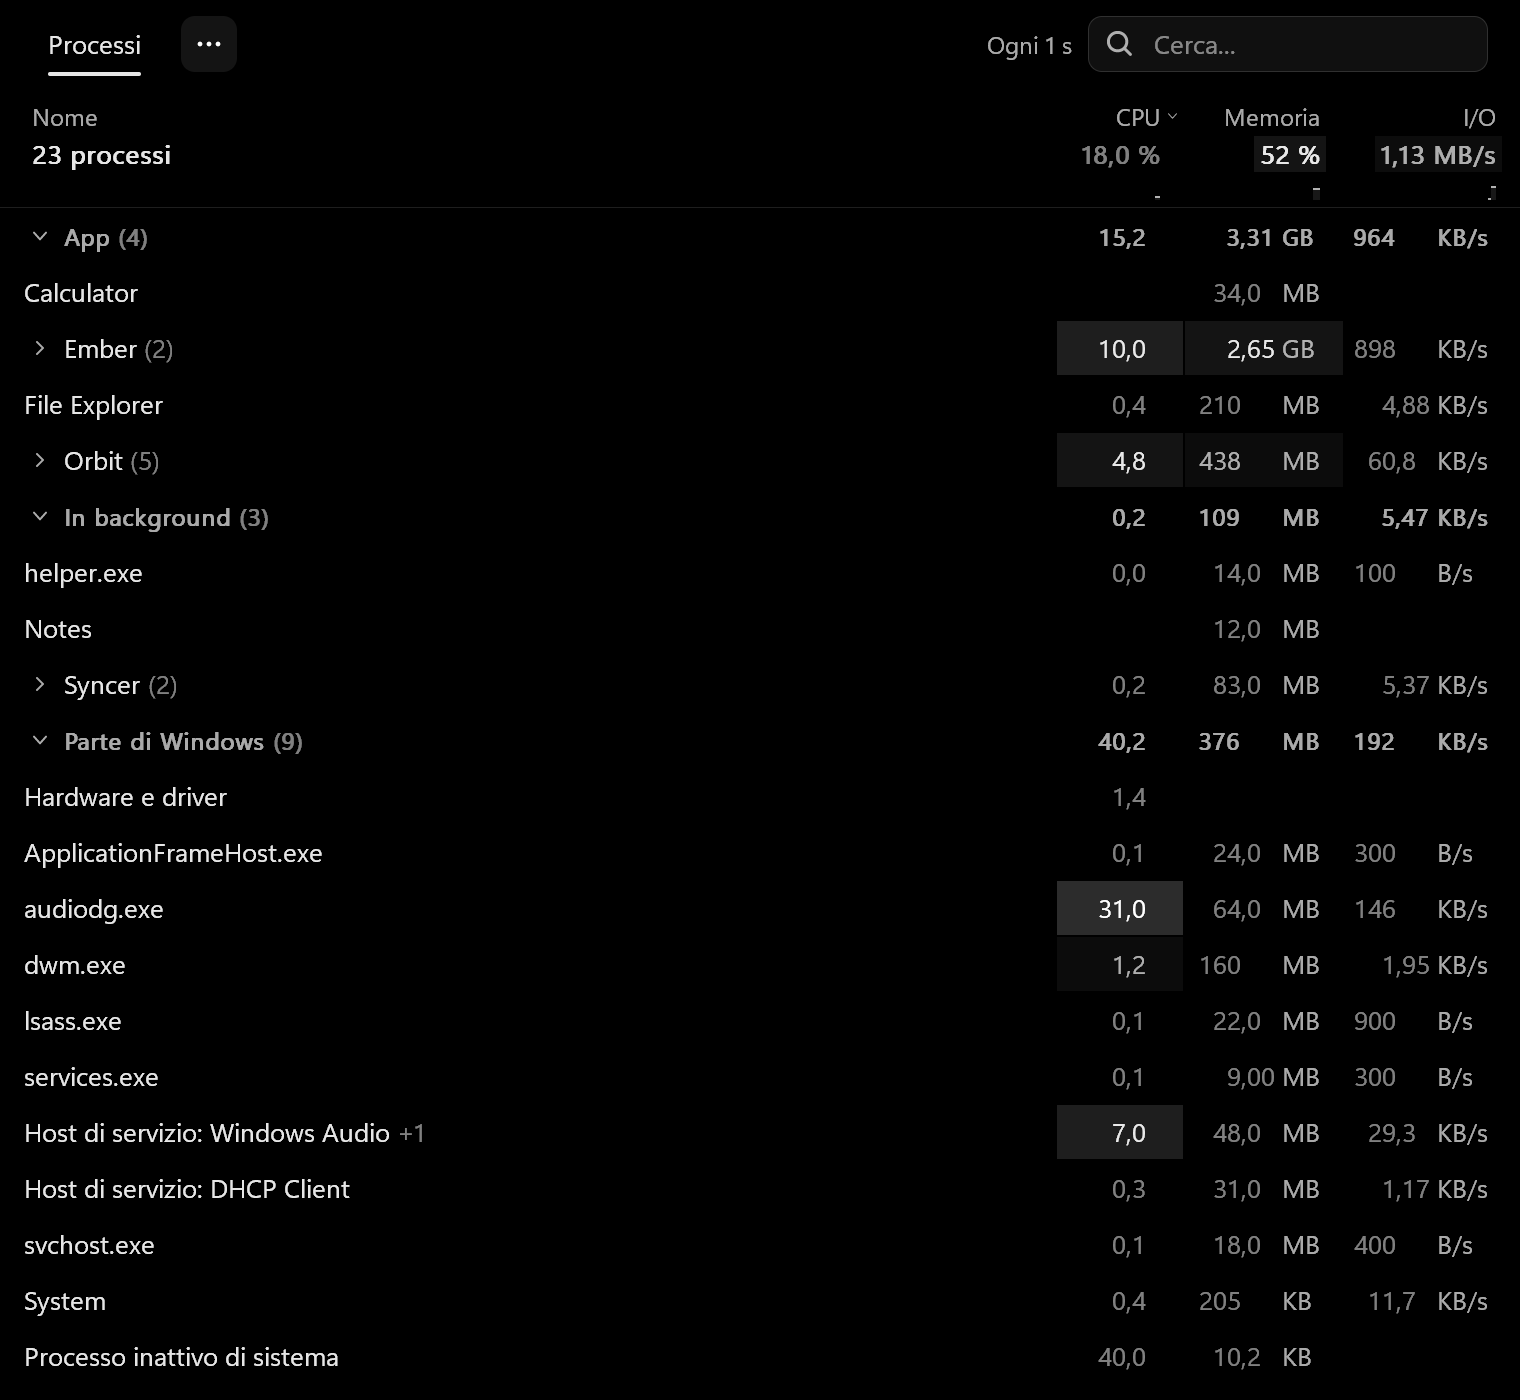 Processi ··· Ogni 1 s Cerca...
Nome CPU Memoria I/O
23 processi 18,0 % 52 % 1,13 MB/s
App (4) 15,2 3,31 GB 964 KB/s
Calculator 34,0 MB
Ember (2) 10,0 2,65 GB 898 KB/s
File Explorer 0,4 210 MB 4,88 KB/s
Orbit (5) 4,8 438 MB 60,8 KB/s
In background (3) 0,2 109 MB 5,47 KB/s
helper.exe 0,0 14,0 MB 100 B/s
Notes 12,0 MB
Syncer (2) 0,2 83,0 MB 5,37 KB/s
Parte di Windows (9) 40,2 376 MB 192 KB/s
Hardware e driver 1,4
ApplicationFrameHost.exe 0,1 24,0 MB 300 B/s
audiodg.exe 31,0 64,0 MB 146 KB/s
dwm.exe 1,2 160 MB 1,95 KB/s
lsass.exe 0,1 22,0 MB 900 B/s
services.exe 0,1 9,00 MB 300 B/s
Host di servizio: Windows Audio +1 7,0 48,0 MB 29,3 KB/s
Host di servizio: DHCP Client 0,3 31,0 MB 1,17 KB/s
svchost.exe 0,1 18,0 MB 400 B/s
System 0,4 205 KB 11,7 KB/s
Processo inattivo di sistema 40,0 10,2 KB